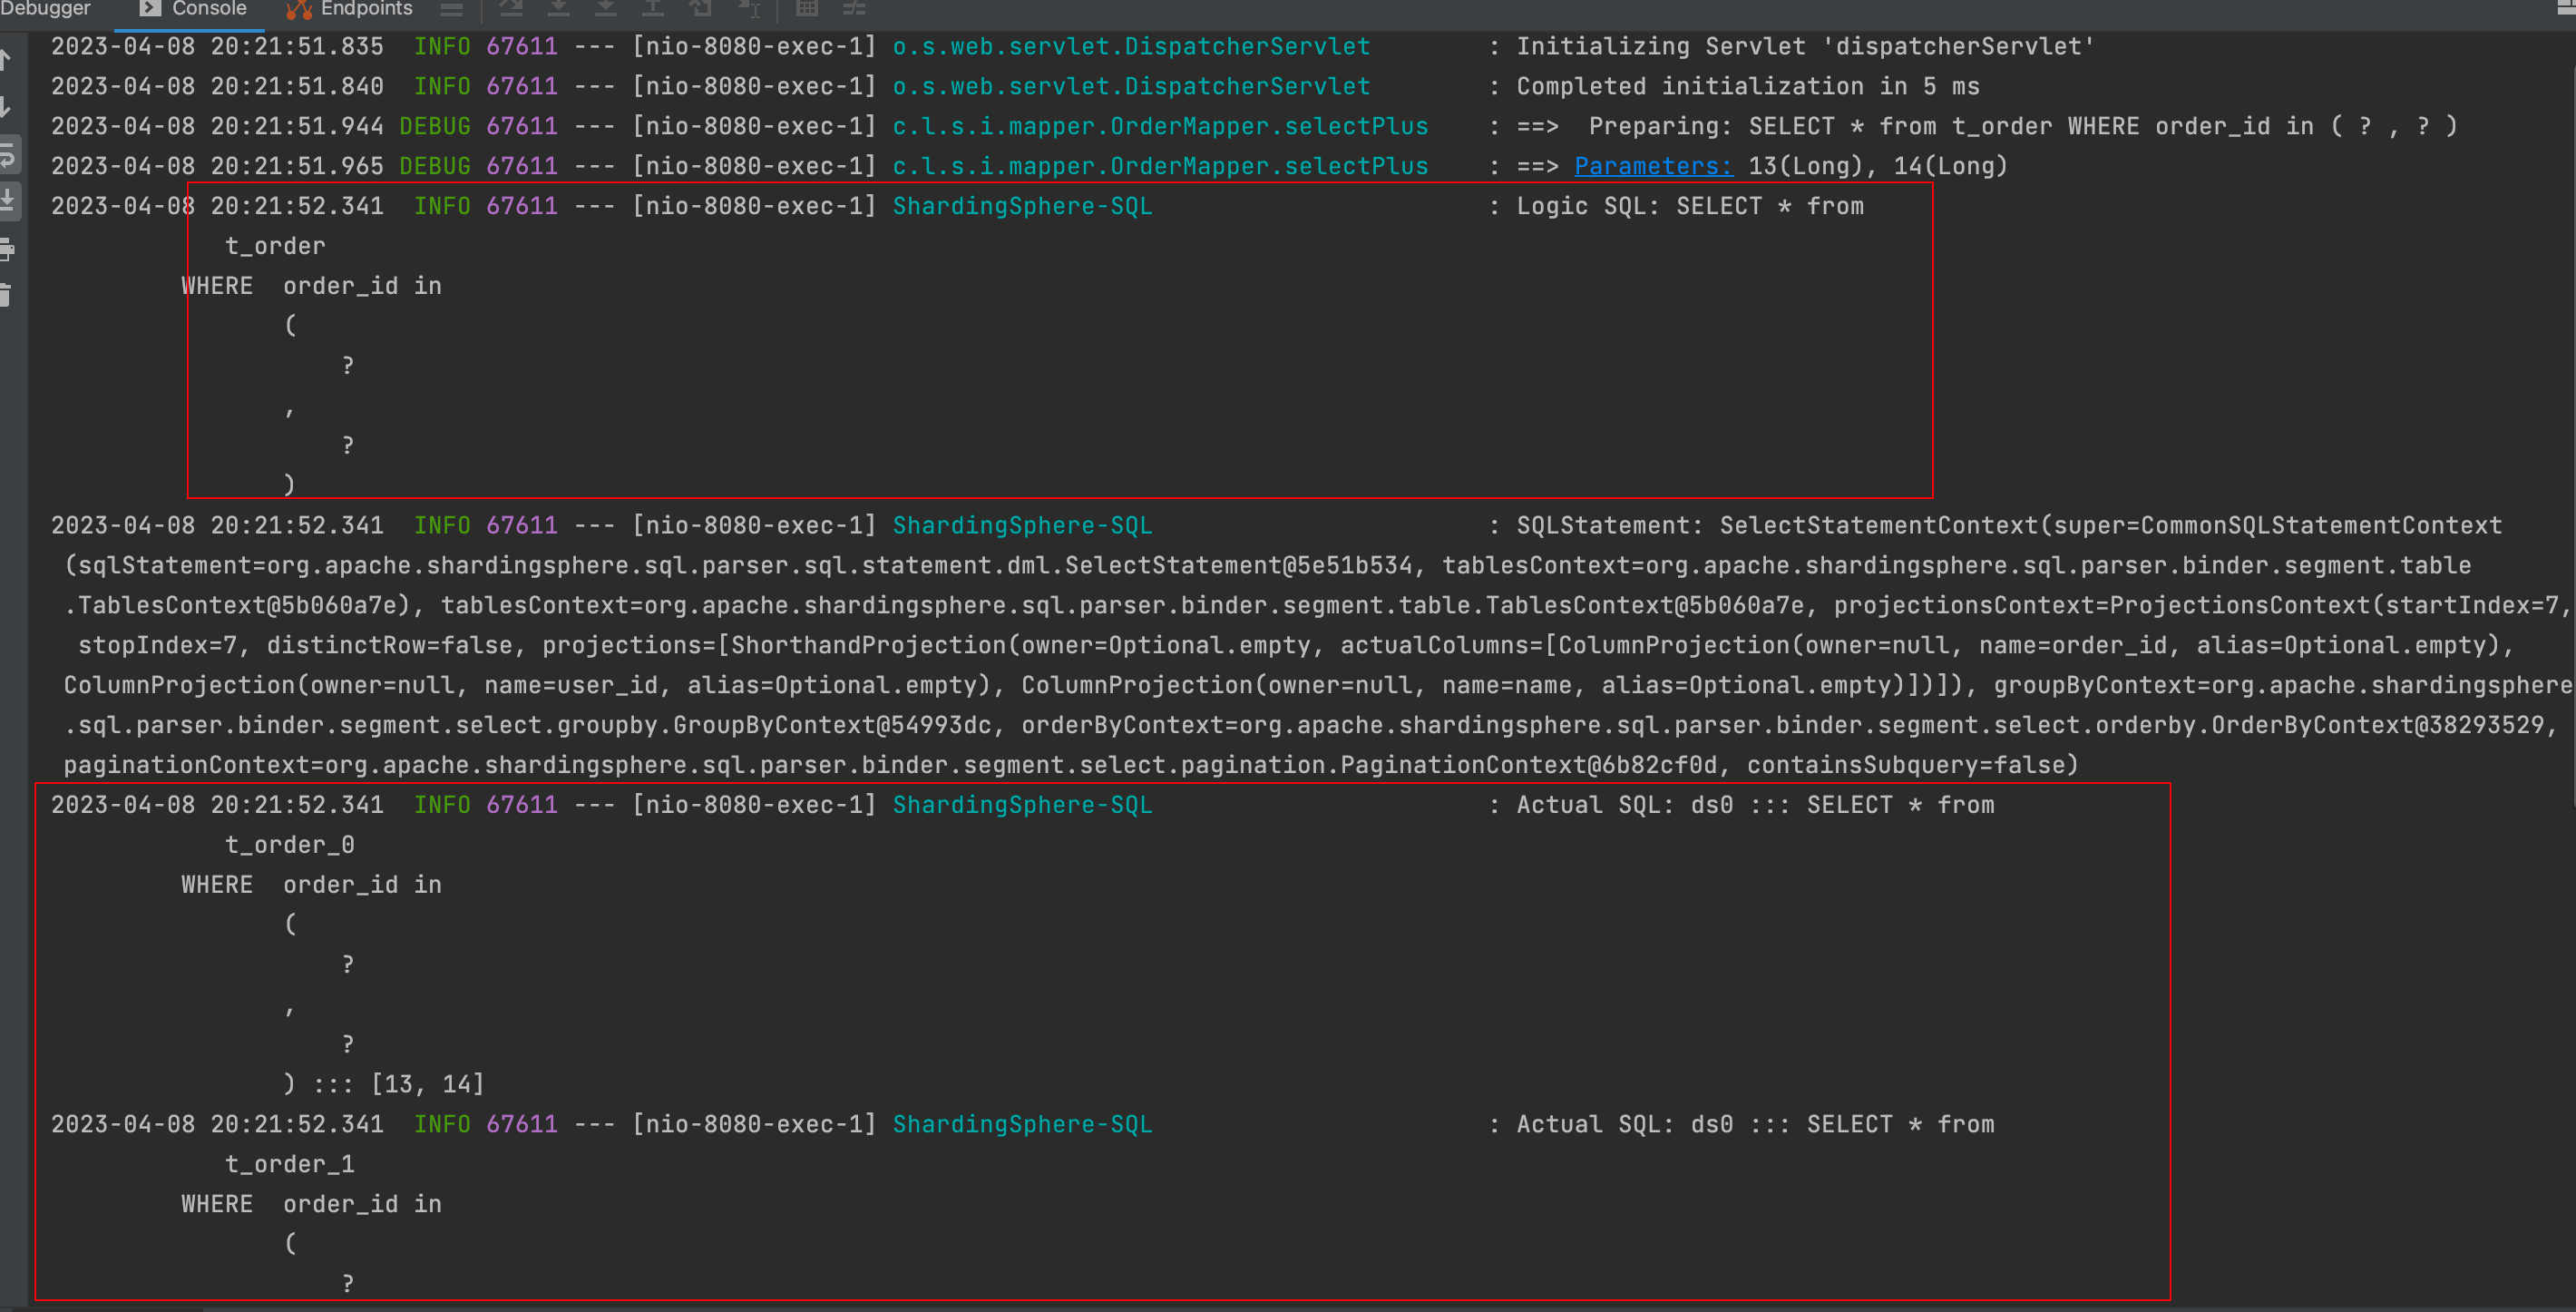 Debugger Console Endpoints
2023-04-08 20:21:51.835  INFO 67611 --- [nio-8080-exec-1] o.s.web.servlet.DispatcherServlet        : Initializing Servlet 'dispatcherServlet'
2023-04-08 20:21:51.840  INFO 67611 --- [nio-8080-exec-1] o.s.web.servlet.DispatcherServlet        : Completed initialization in 5 ms
2023-04-08 20:21:51.944 DEBUG 67611 --- [nio-8080-exec-1] c.l.s.i.mapper.OrderMapper.selectPlus    : ==>  Preparing: SELECT * from t_order WHERE order_id in ( ? , ? )
2023-04-08 20:21:51.965 DEBUG 67611 --- [nio-8080-exec-1] c.l.s.i.mapper.OrderMapper.selectPlus    : ==> Parameters: 13(Long), 14(Long)
2023-04-08 20:21:52.341  INFO 67611 --- [nio-8080-exec-1] ShardingSphere-SQL                       : Logic SQL: SELECT * from
t_order
WHERE  order_id in
(
?
,
?
)
2023-04-08 20:21:52.341  INFO 67611 --- [nio-8080-exec-1] ShardingSphere-SQL                       : SQLStatement: SelectStatementContext(super=CommonSQLStatementContext
(sqlStatement=org.apache.shardingsphere.sql.parser.sql.statement.dml.SelectStatement@5e51b534, tablesContext=org.apache.shardingsphere.sql.parser.binder.segment.table
.TablesContext@5b060a7e), tablesContext=org.apache.shardingsphere.sql.parser.binder.segment.table.TablesContext@5b060a7e, projectionsContext=ProjectionsContext(startIndex=7,
stopIndex=7, distinctRow=false, projections=[ShorthandProjection(owner=Optional.empty, actualColumns=[ColumnProjection(owner=null, name=order_id, alias=Optional.empty),
ColumnProjection(owner=null, name=user_id, alias=Optional.empty), ColumnProjection(owner=null, name=name, alias=Optional.empty)])]), groupByContext=org.apache.shardingsphere
.sql.parser.binder.segment.select.groupby.GroupByContext@54993dc, orderByContext=org.apache.shardingsphere.sql.parser.binder.segment.select.orderby.OrderByContext@38293529,
paginationContext=org.apache.shardingsphere.sql.parser.binder.segment.select.pagination.PaginationContext@6b82cf0d, containsSubquery=false)
2023-04-08 20:21:52.341  INFO 67611 --- [nio-8080-exec-1] ShardingSphere-SQL                       : Actual SQL: ds0 ::: SELECT * from
t_order_0
WHERE  order_id in
(
?
,
?
) ::: [13, 14]
2023-04-08 20:21:52.341  INFO 67611 --- [nio-8080-exec-1] ShardingSphere-SQL                       : Actual SQL: ds0 ::: SELECT * from
t_order_1
WHERE  order_id in
(
?